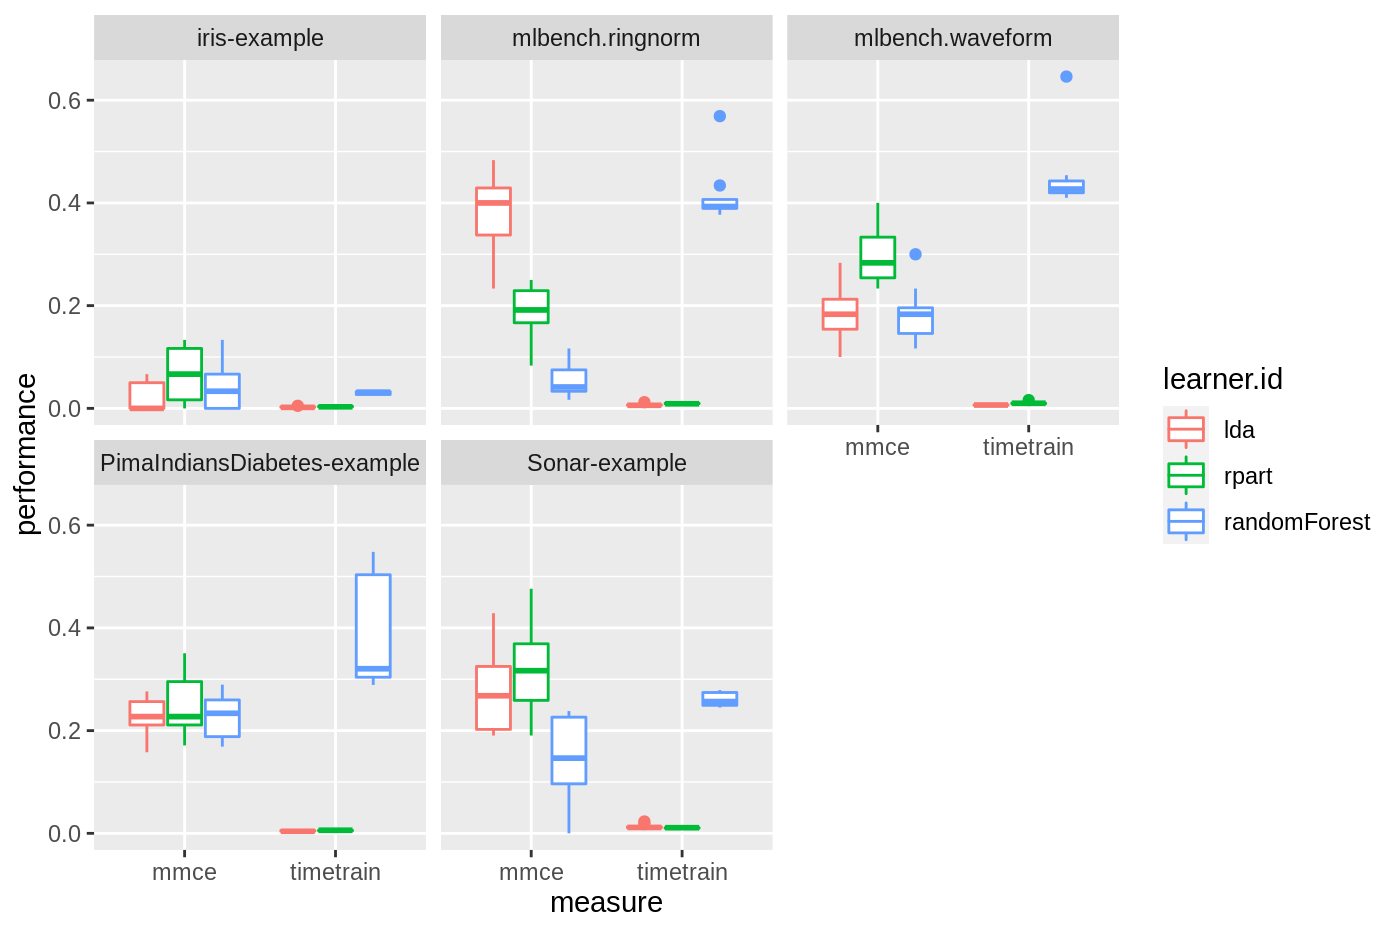 iris-example
mlbench.ringnorm
mlbench.waveform
0.6
0.4
0.2
0.0
mmce
timetrain
PimaIndiansDiabetes-example
Sonar-example
0.6
0.4
0.2
0.0
mmce
timetrain
mmce
timetrain
measure
performance
learner.id
lda
rpart
randomForest